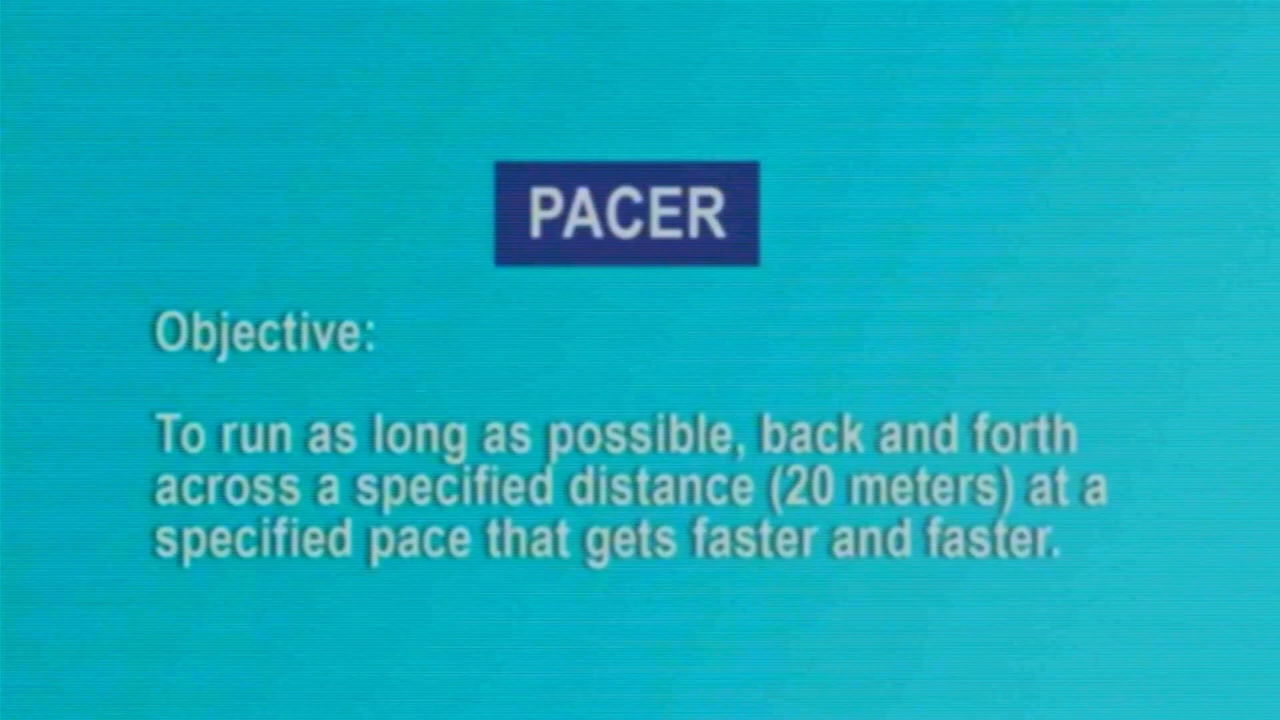 PACER
Objective:
To run as long as possible, back and forth
across a specified distance (20 meters) at a
specified pace that gets faster and faster.